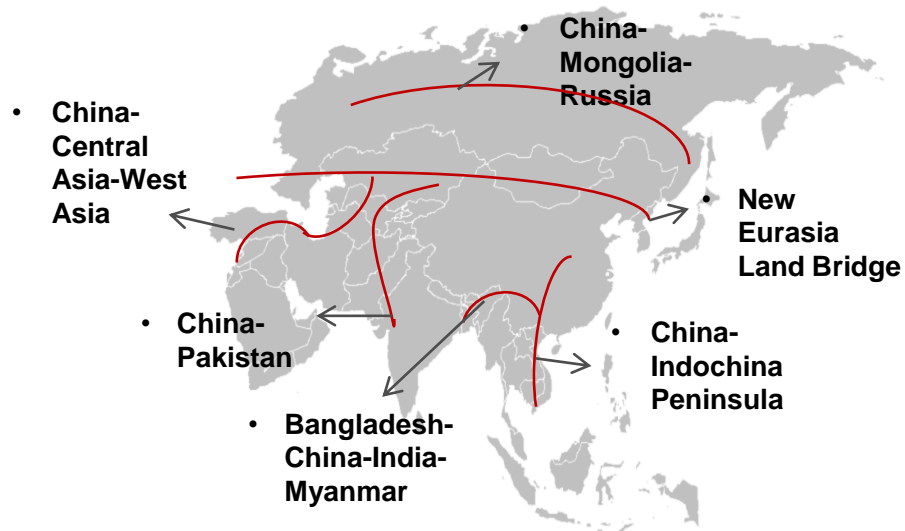 • China-
Mongolia-
Russia
• China-
Central
Asia-West
Asia
• New
Eurasia
Land Bridge
• China-
Pakistan
• China-
Indochina
Peninsula
• Bangladesh-
China-India-
Myanmar